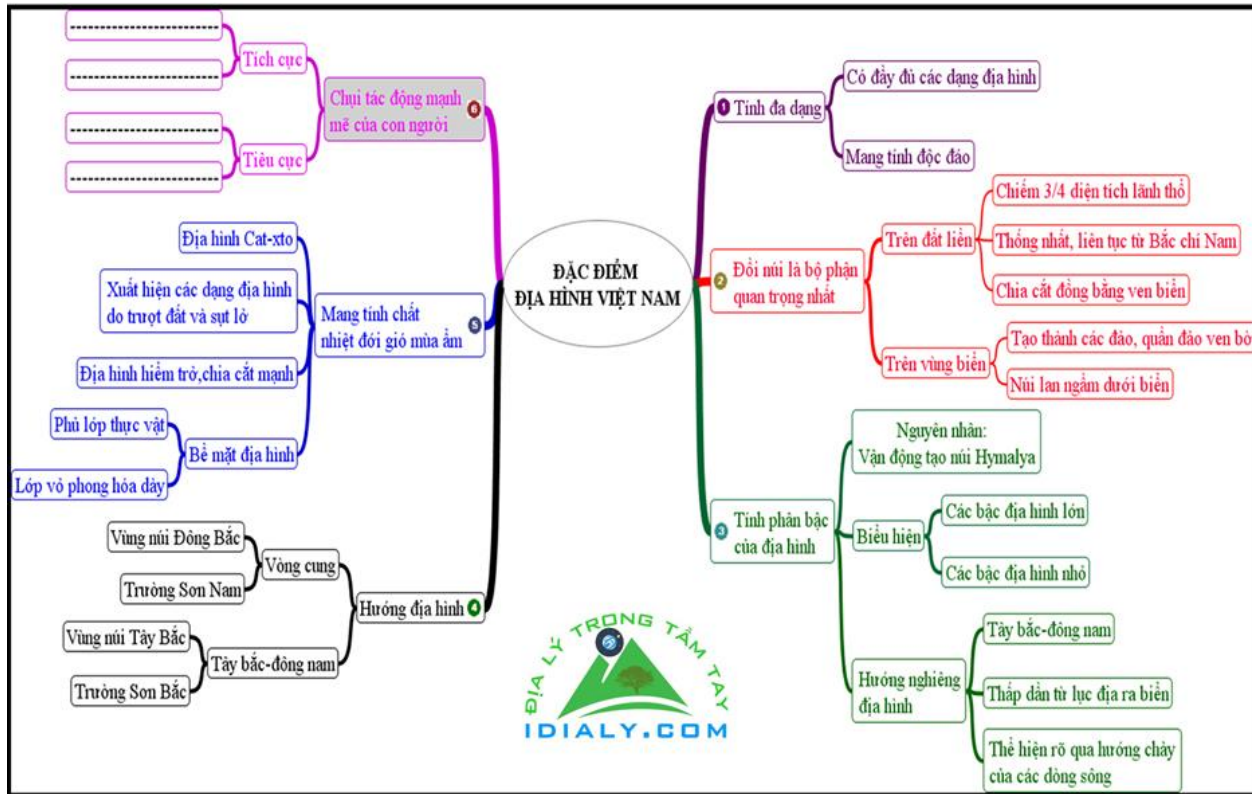 ĐẶC ĐIỂM
ĐỊA HÌNH VIỆT NAM
1 Tính đa dạng
Có đầy đủ các dạng địa hình
Mang tính độc đáo
2 Đồi núi là bộ phận
quan trọng nhất
Trên đất liền
Chiếm 3/4 diện tích lãnh thổ
Thống nhất, liên tục từ Bắc chí Nam
Chia cắt đồng bằng ven biển
Trên vùng biển
Tạo thành các đảo, quần đảo ven bờ
Núi lan ngầm dưới biển
3 Tính phân bậc
của địa hình
Nguyên nhân:
Vận động tạo núi Hymalya
Biểu hiện
Các bậc địa hình lớn
Các bậc địa hình nhỏ
Hướng nghiêng
địa hình
Tây bắc-đông nam
Thấp dần từ lục địa ra biển
Thể hiện rõ qua hướng chảy
của các dòng sông
Hướng địa hình 4
Vòng cung
Vùng núi Đông Bắc
Trường Sơn Nam
Tây bắc-đông nam
Vùng núi Tây Bắc
Trường Sơn Bắc
Mang tính chất
nhiệt đới gió mùa ẩm 5
Địa hình Cat-xto
Xuất hiện các dạng địa hình
do trượt đất và sụt lở
Địa hình hiểm trở,chia cắt mạnh
Bề mặt địa hình
Phủ lớp thực vật
Lớp vỏ phong hóa dày
Chụi tác động mạnh
mẽ của con người 6
Tích cực
------------------------
------------------------
Tiêu cực
------------------------
------------------------
ĐỊA LÝ TRONG TẦM TAY
IDIALY.COM